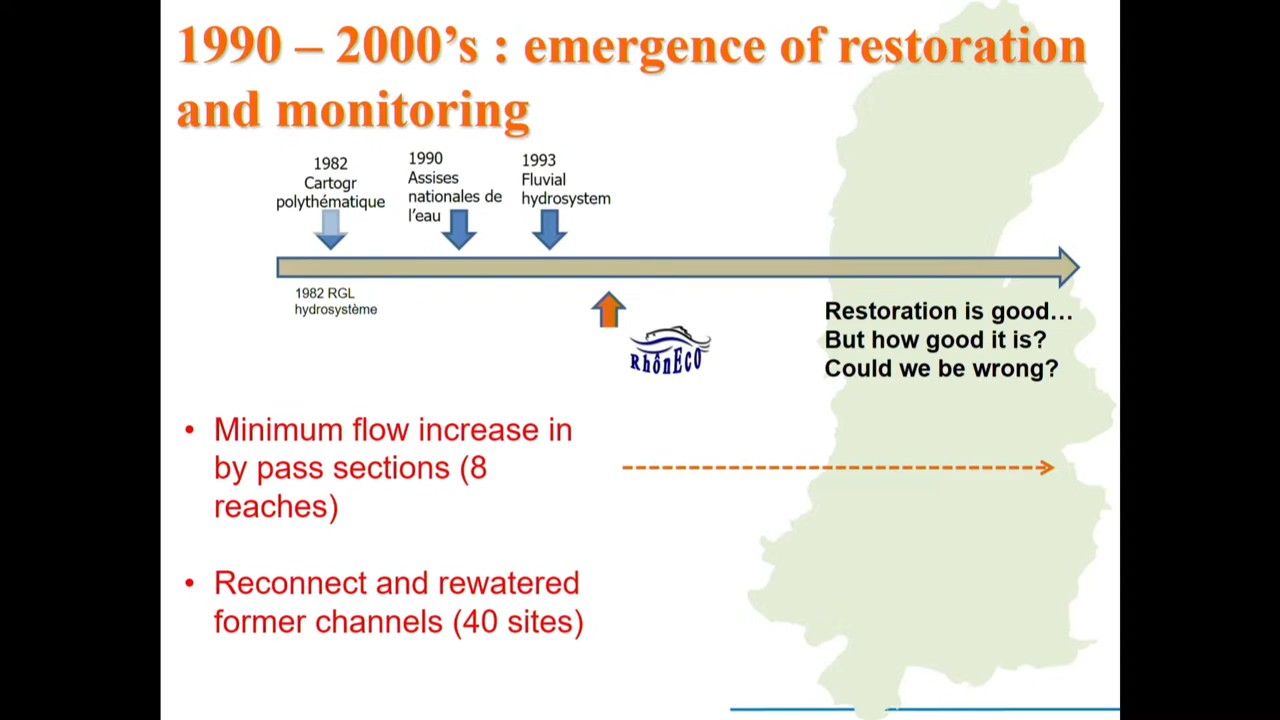 1990 – 2000’s : emergence of restoration
and monitoring
1982
Cartogr
polythématique
1990
Assises
nationales de
l’eau
1993
Fluvial
hydrosystem
1982 RGL
hydrosystème
RhônEco
Restoration is good…
But how good it is?
Could we be wrong?
• Minimum flow increase in
by pass sections (8
reaches)
• Reconnect and rewatered
former channels (40 sites)